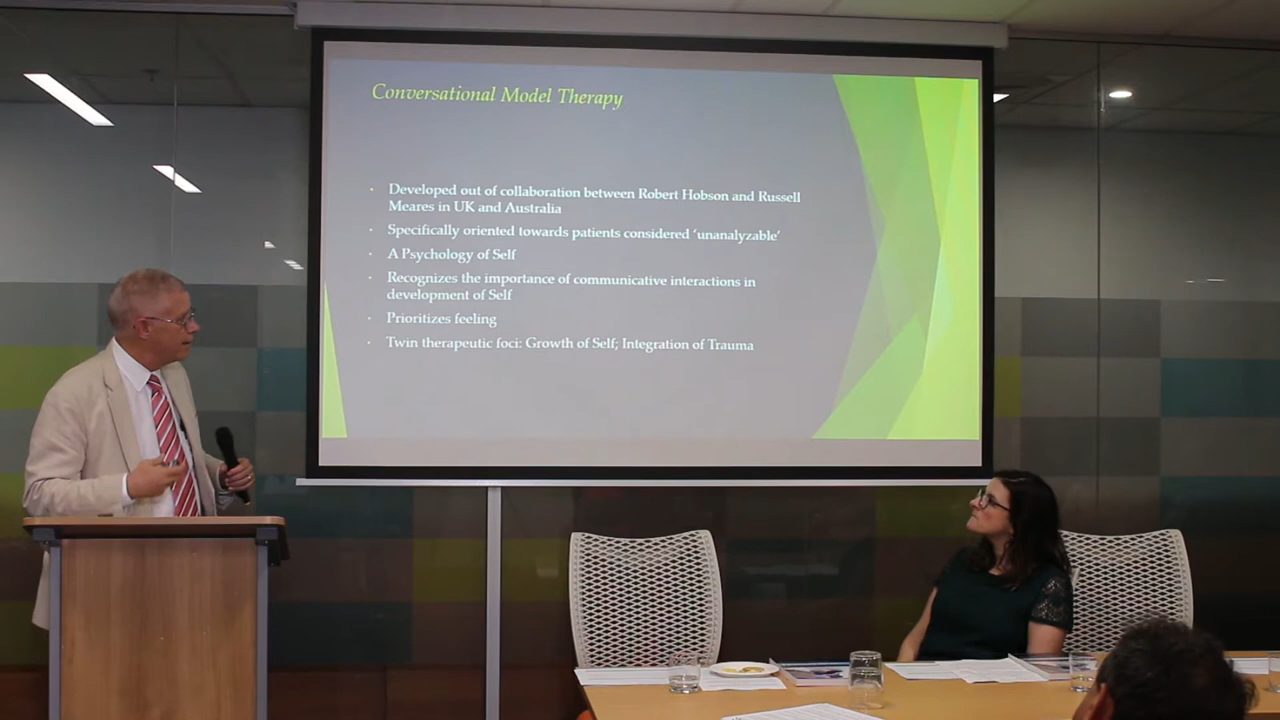 Conversational Model Therapy
· Developed out of collaboration between Robert Hobson and Russell
Meares in UK and Australia
· Specifically oriented towards patients considered ‘unanalyzable’
· A Psychology of Self
· Recognizes the importance of communicative interactions in
development of Self
· Prioritizes feeling
· Twin therapeutic foci: Growth of Self; Integration of Trauma